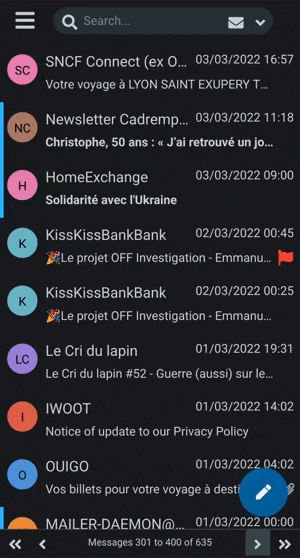 Search...
SC SNCF Connect (ex O... 03/03/2022 16:57
Votre voyage à LYON SAINT EXUPERY T...
NC Newsletter Cadremp... 03/03/2022 11:18
Christophe, 50 ans : « J'ai retrouvé un jo...
H HomeExchange 03/03/2022 09:00
Solidarité avec l'Ukraine
K KissKissBankBank 02/03/2022 00:45
🎉Le projet OFF Investigation - Emmanu...
K KissKissBankBank 02/03/2022 00:25
🎉Le projet OFF Investigation - Emmanu...
LC Le Cri du lapin 01/03/2022 19:31
Le Cri du lapin #52 - Guerre (aussi) sur le...
I IWOOT 01/03/2022 14:02
Notice of update to our Privacy Policy
O OUIGO 01/03/2022 04:02
Vos billets pour votre voyage à desti
MAILER-DAEMON@... 01/03/2022 00:00
Messages 301 to 400 of 635